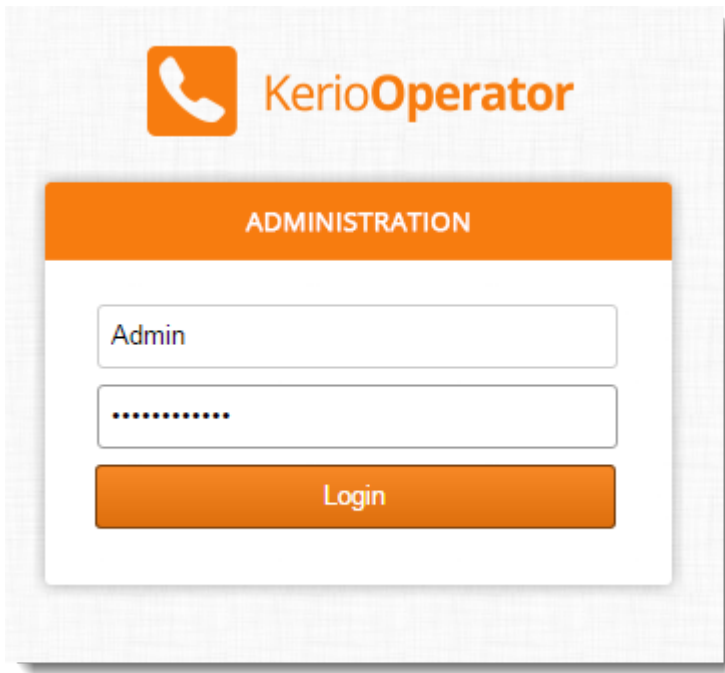 KerioOperator
ADMINISTRATION
Admin
••••••••••••
Login